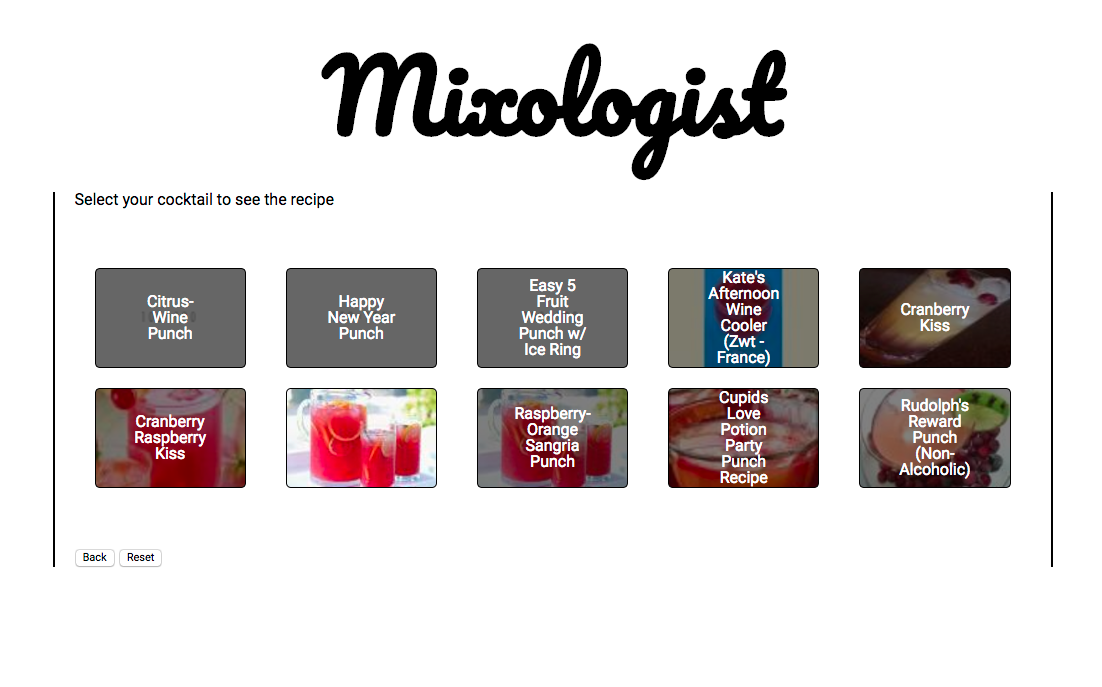 Mixologist
Select your cocktail to see the recipe
Citrus-
Wine
Punch
Happy
New Year
Punch
Easy 5
Fruit
Wedding
Punch w/
Ice Ring
Kate's
Afternoon
Wine
Cooler
(Zwt -
France)
Cranberry
Kiss
Cranberry
Raspberry
Kiss
Raspberry-
Orange
Sangria
Punch
Cupids
Love
Potion
Party
Punch
Recipe
Rudolph's
Reward
Punch
(Non-
Alcoholic)
Back
Reset